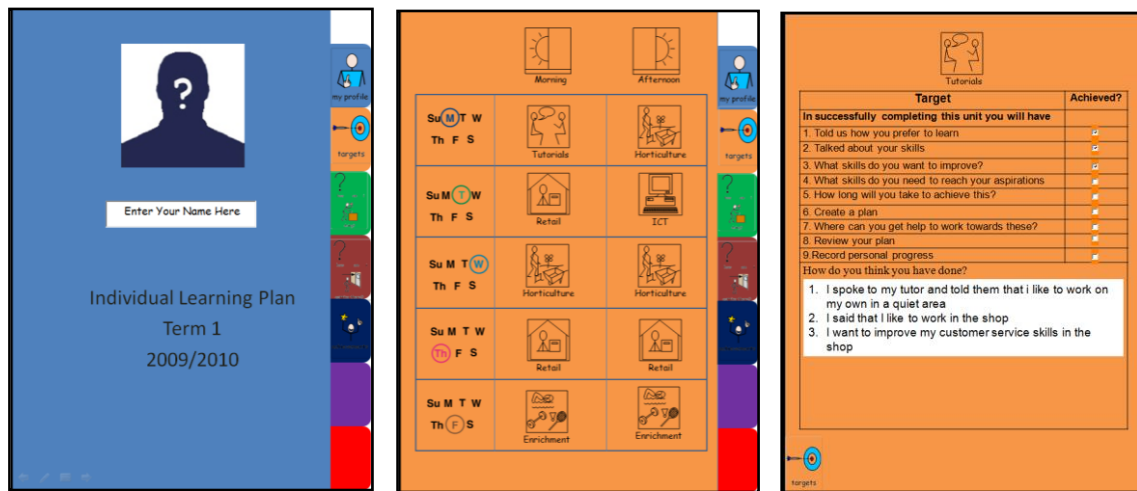 my profile
targets
Enter Your Name Here
Individual Learning Plan
Term 1
2009/2010
Morning Afternoon
my profile
targets
Su M T W
Th F S
Tutorials Horticulture
Su M T W
Th F S
Retail ICT
Su M T W
Th F S
Horticulture Horticulture
Su M T W
Th F S
Retail Retail
Su M T W
Th F S
Enrichment Enrichment
Tutorials
Target Achieved?
In successfully completing this unit you will have
1. Told us how you prefer to learn
2. Talked about your skills
3. What skills do you want to improve?
4. What skills do you need to reach your aspirations
5. How long will you take to achieve this?
6. Create a plan
7. Where can you get help to work towards these?
8. Review your plan
9.Record personal progress
How do you think you have done?
1. I spoke to my tutor and told them that i like to work on
my own in a quiet area
2. I said that I like to work in the shop
3. I want to improve my customer service skills in the
shop
targets